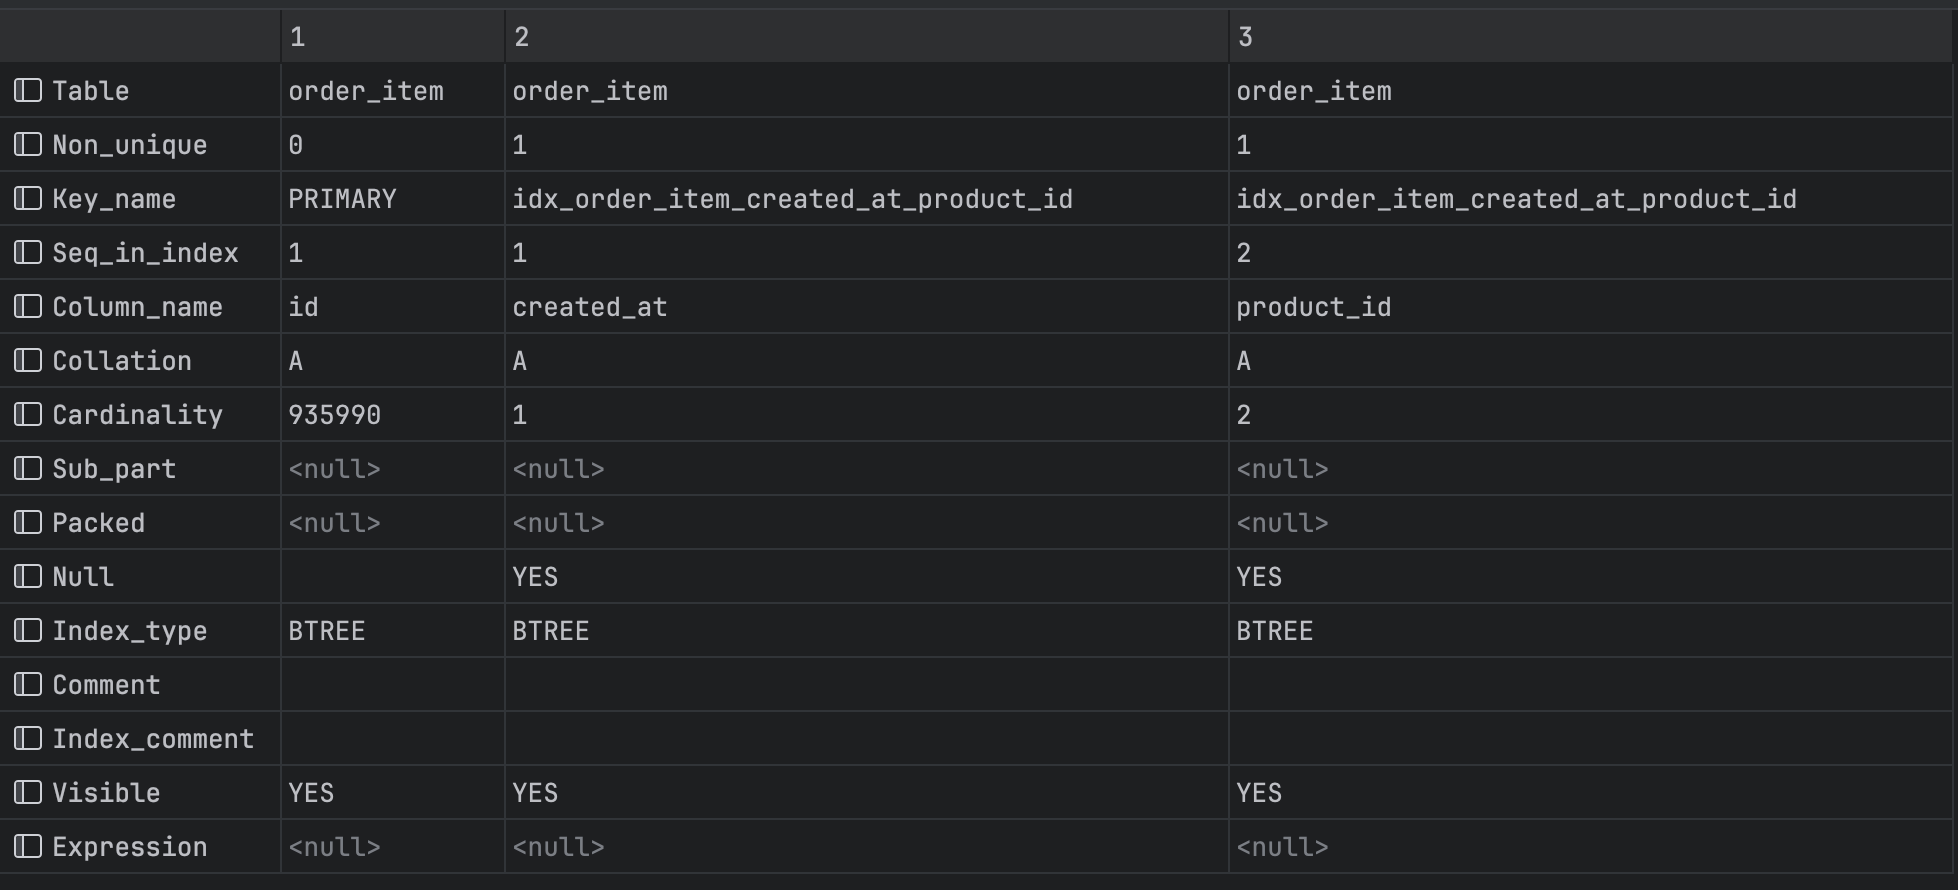 1 2 3
Table order_item order_item order_item
Non_unique 0 1 1
Key_name PRIMARY idx_order_item_created_at_product_id idx_order_item_created_at_product_id
Seq_in_index 1 1 2
Column_name id created_at product_id
Collation A A A
Cardinality 935990 1 2
Sub_part <null> <null> <null>
Packed <null> <null> <null>
Null YES YES
Index_type BTREE BTREE BTREE
Comment
Index_comment
Visible YES YES YES
Expression <null> <null> <null>